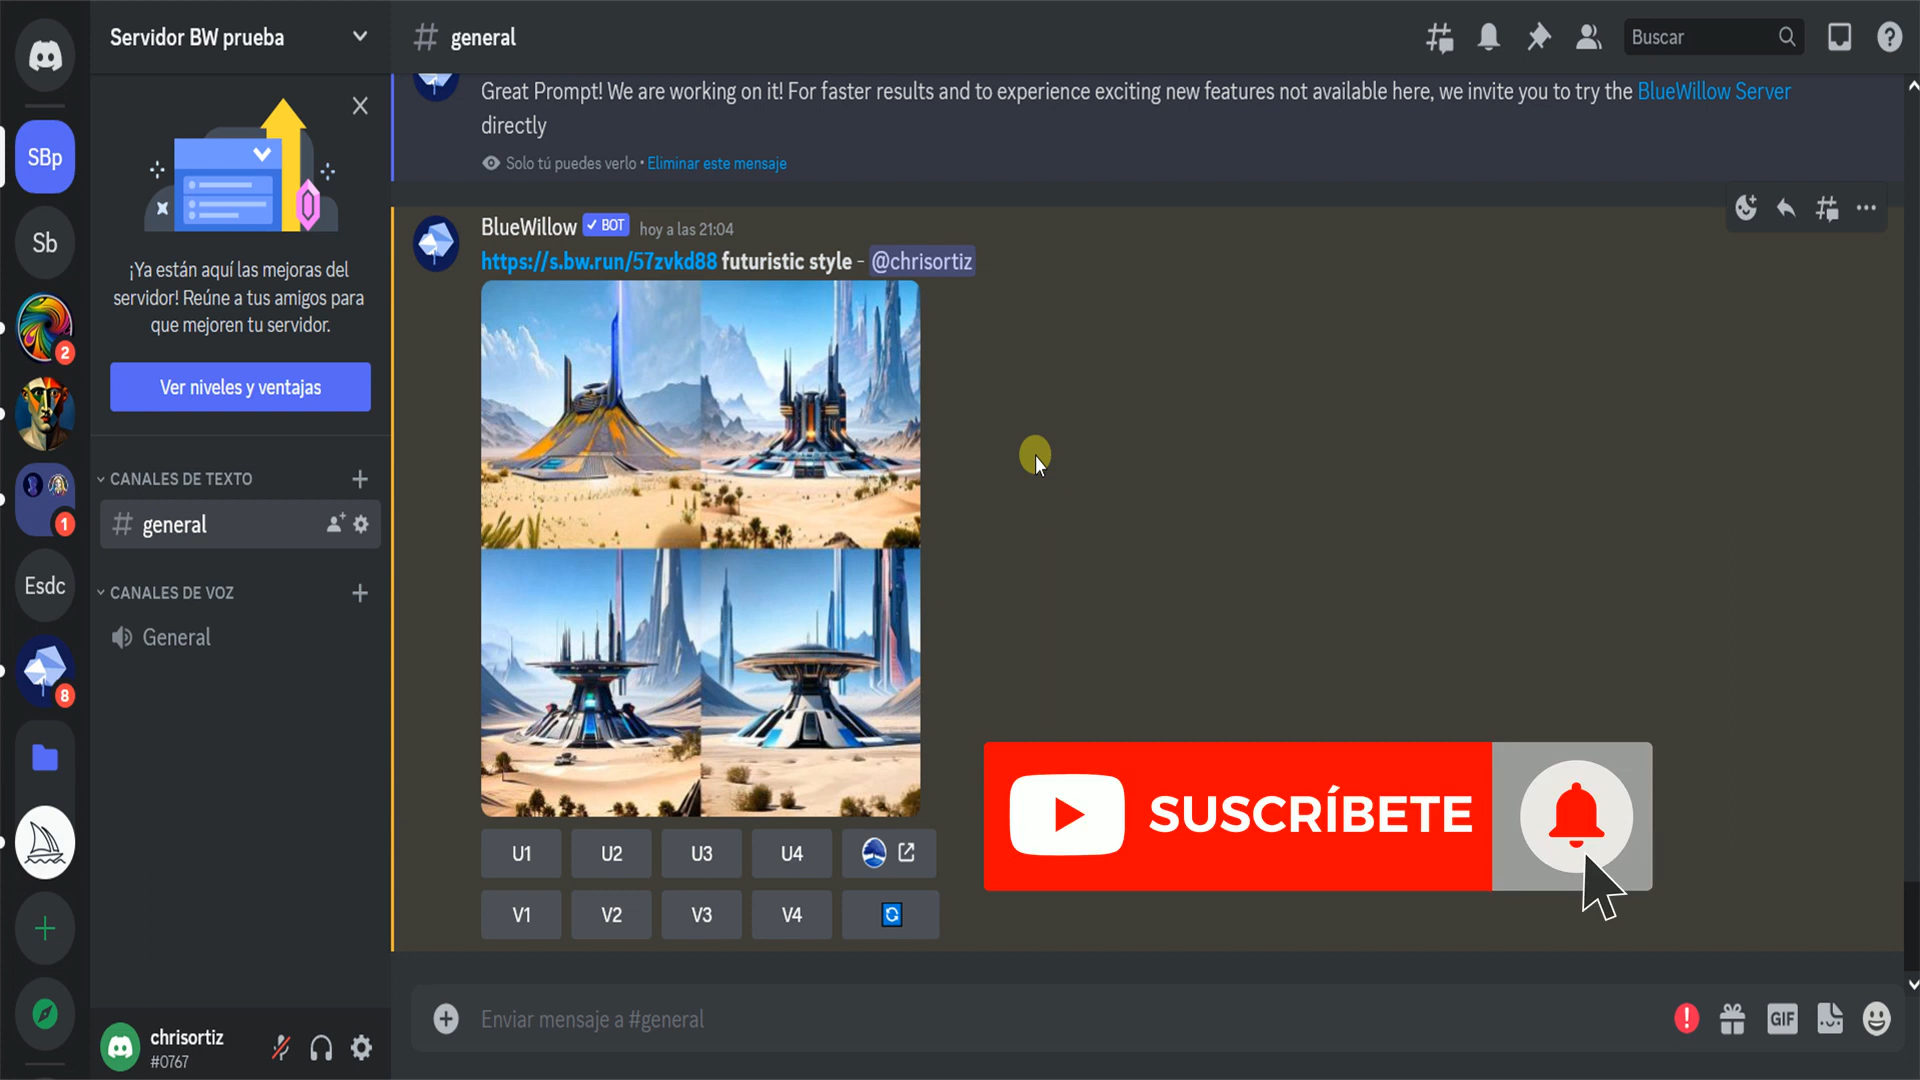 Servidor BW prueba
general
Buscar
SBp
Sb
2
1
Esdc
8
¡Ya están aquí las mejoras del
servidor! Reúne a tus amigos para
que mejoren tu servidor.
Ver niveles y ventajas
CANALES DE TEXTO
general
CANALES DE VOZ
General
chrisortiz
#0767
Great Prompt! We are working on it! For faster results and to experience exciting new features not available here, we invite you to try the BlueWillow Server
directly
Solo tú puedes verlo • Eliminar este mensaje
BlueWillow BOT hoy a las 21:04
https://s.bw.run/57zvkd88 futuristic style - @chrisortiz
U1 U2 U3 U4
V1 V2 V3 V4
SUSCRÍBETE
Enviar mensaje a #general
GIF